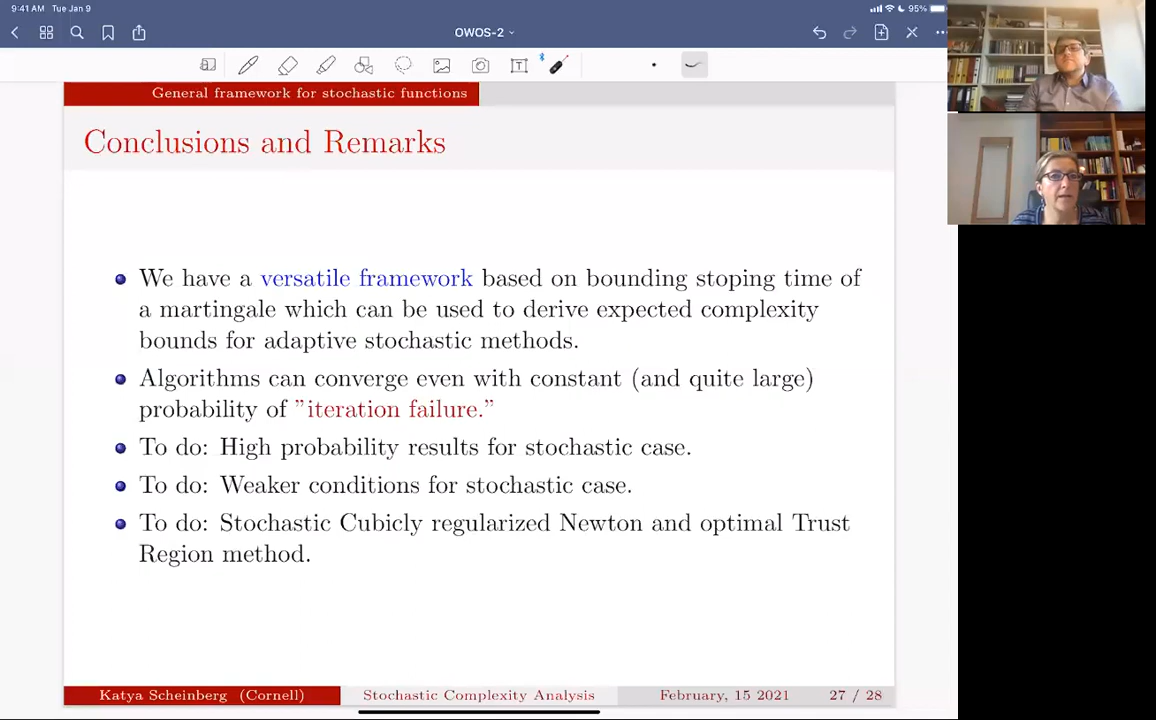 9:41 AM Tue Jan 9
95%
OWOS-2
General framework for stochastic functions
Conclusions and Remarks
We have a versatile framework based on bounding stoping time of
a martingale which can be used to derive expected complexity
bounds for adaptive stochastic methods.
Algorithms can converge even with constant (and quite large)
probability of ”iteration failure.”
To do: High probability results for stochastic case.
To do: Weaker conditions for stochastic case.
To do: Stochastic Cubicly regularized Newton and optimal Trust
Region method.
Katya Scheinberg (Cornell) Stochastic Complexity Analysis February, 15 2021 27 / 28